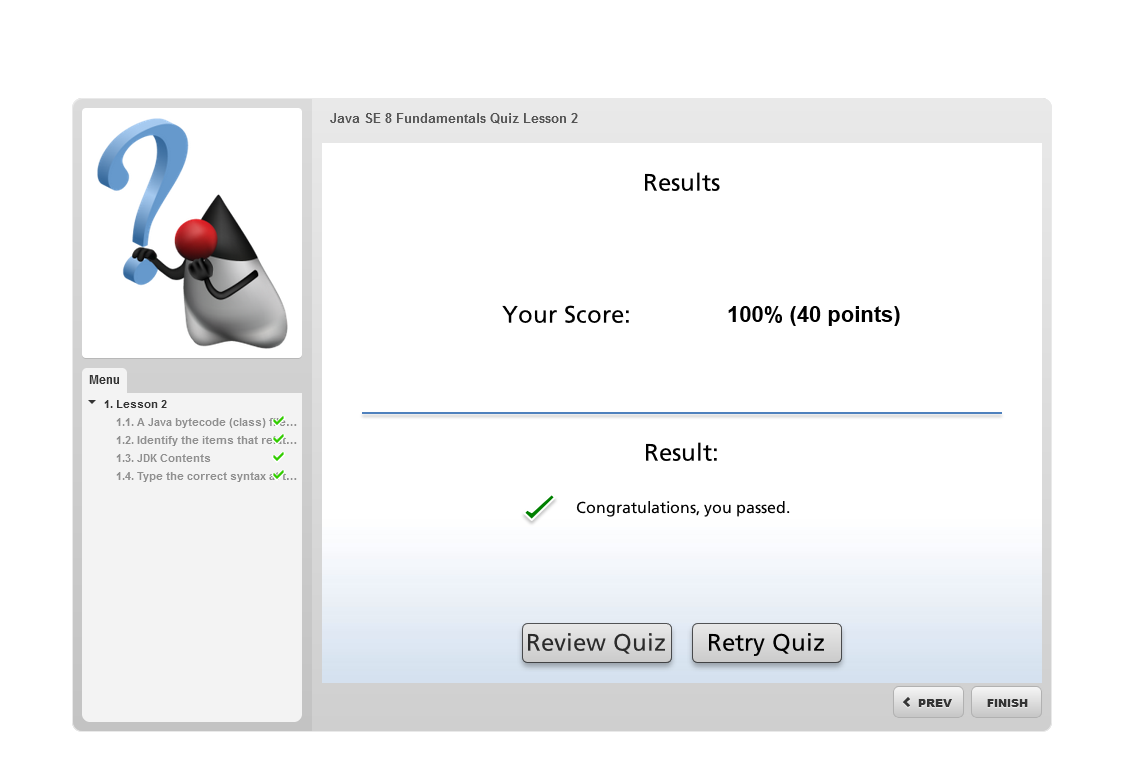 Java SE 8 Fundamentals Quiz Lesson 2
Results
Your Score: 100% (40 points)
Result:
Congratulations, you passed.
Review Quiz Retry Quiz
PREV FINISH
Menu
1. Lesson 2
1.1. A Java bytecode (class) file...
1.2. Identify the items that relat...
1.3. JDK Contents
1.4. Type the correct syntax